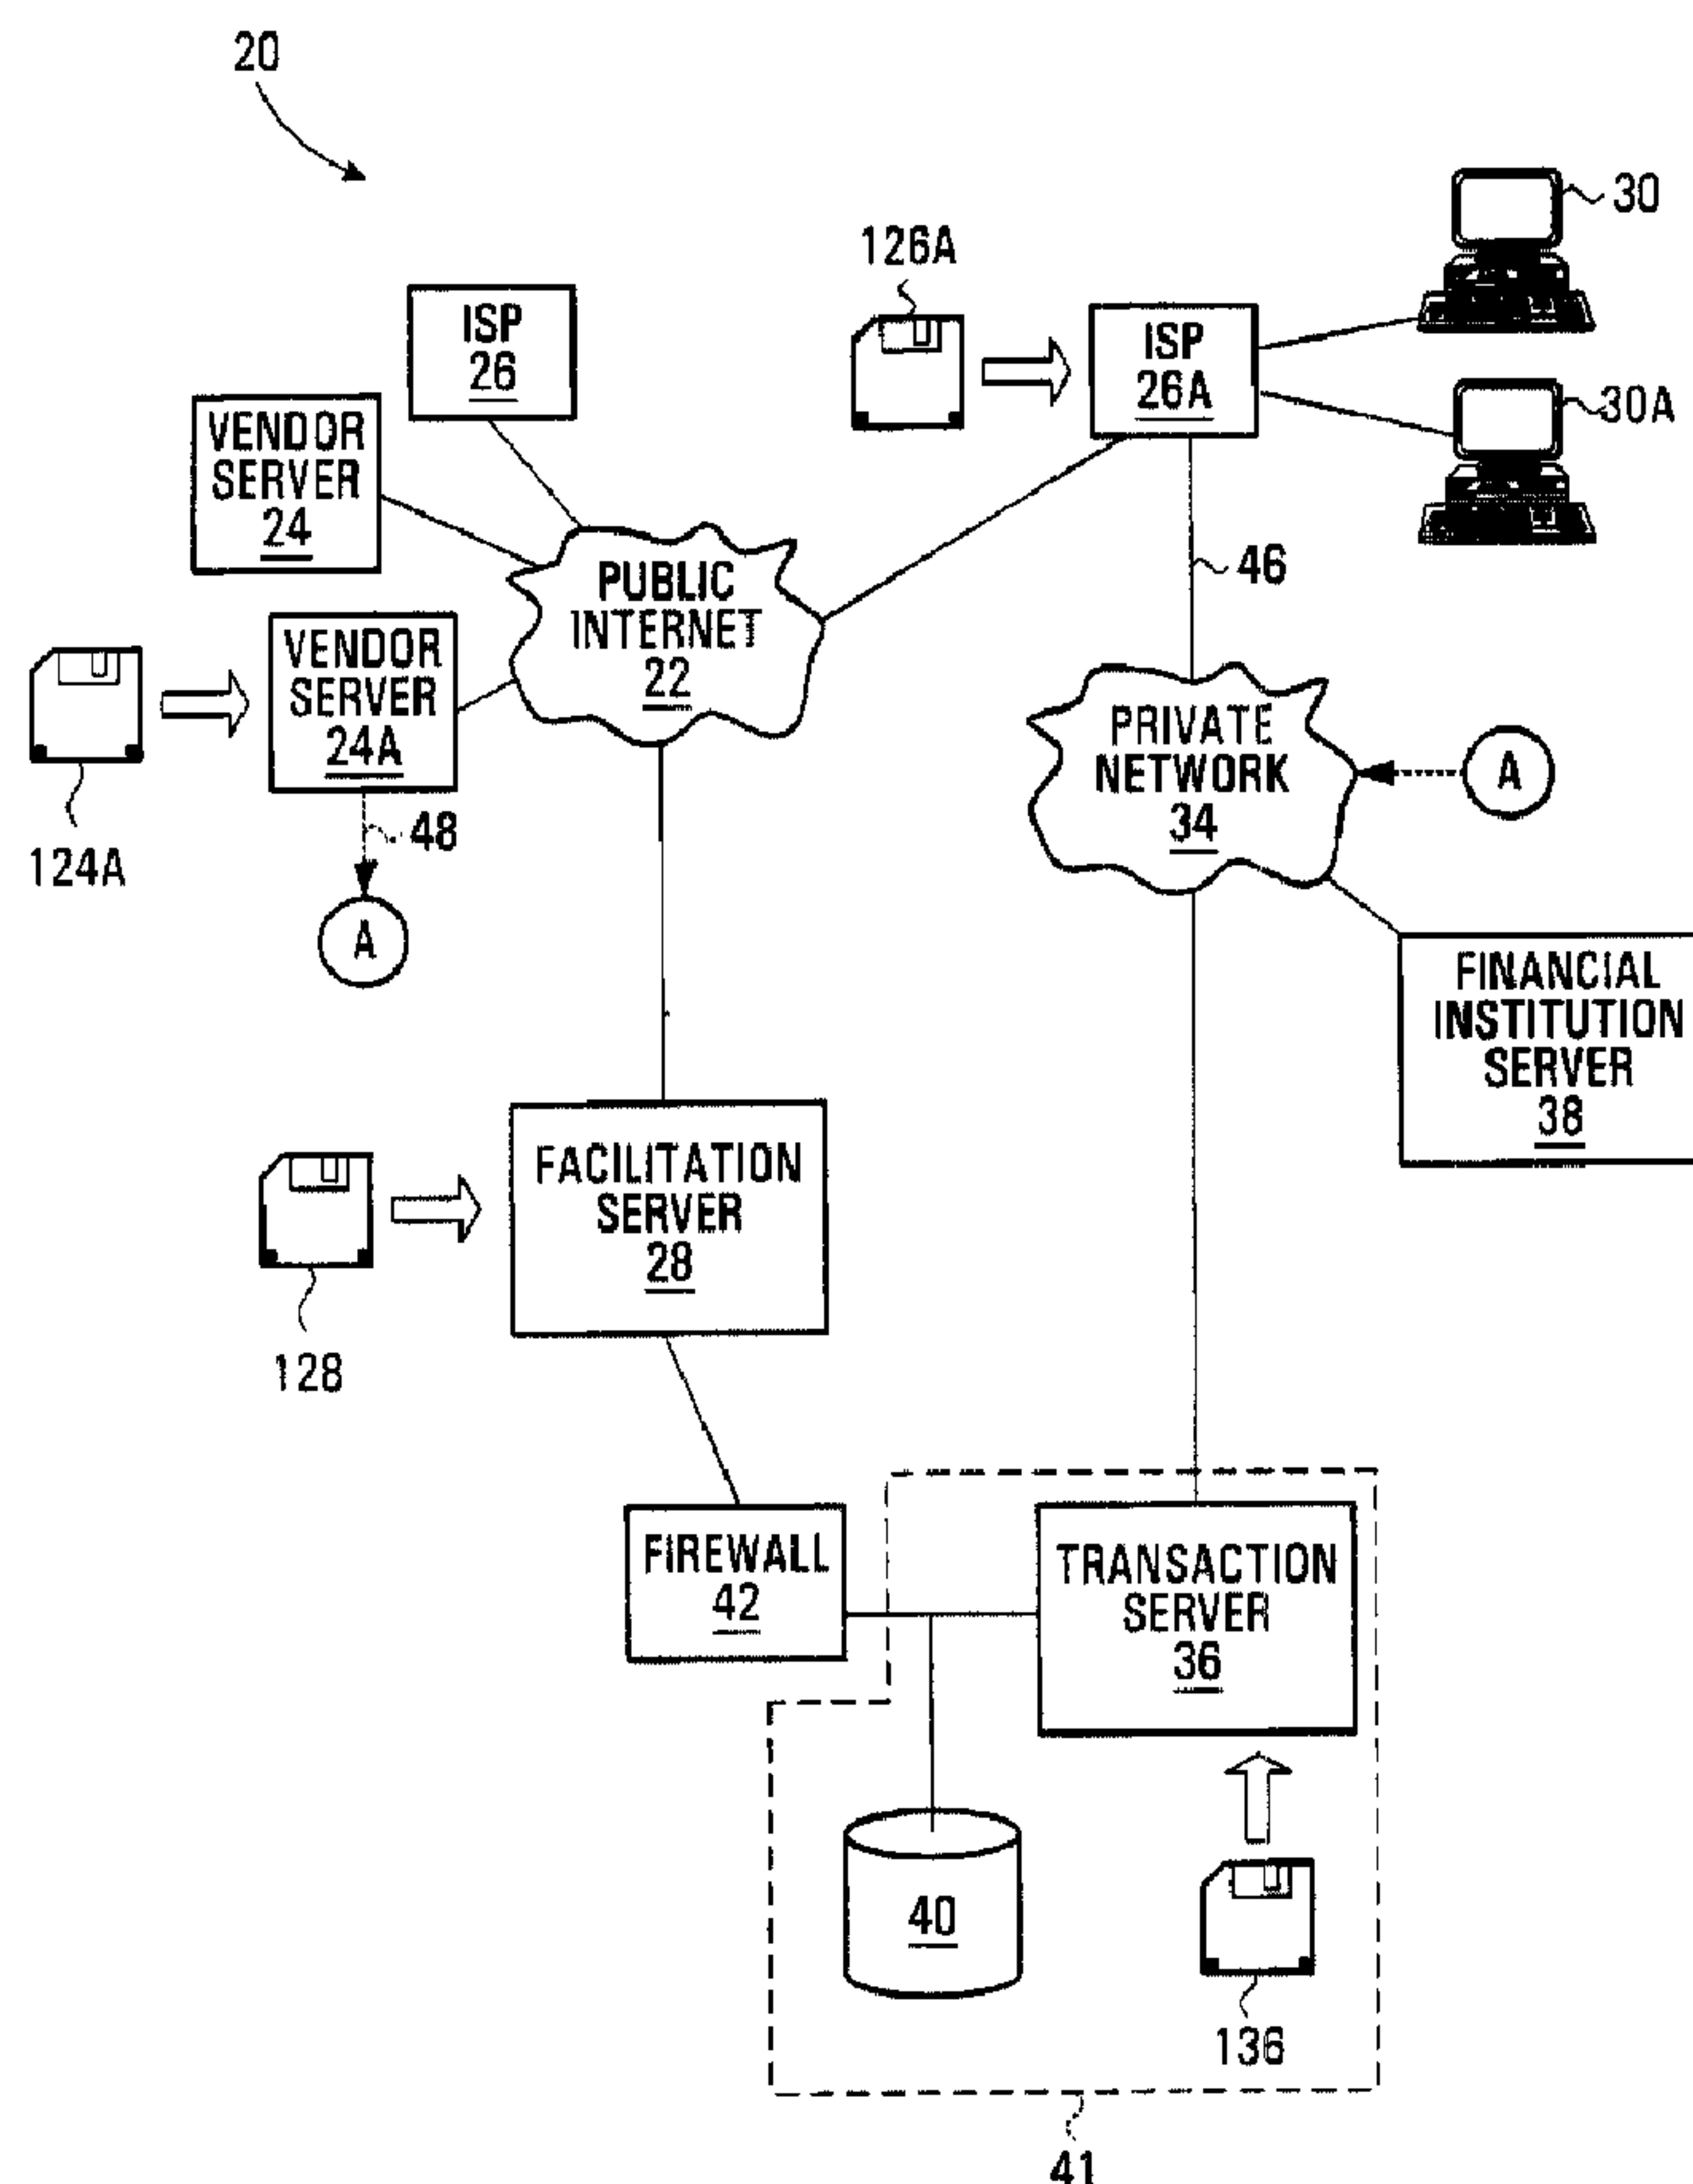 20
30
126A
ISP
26
ISP
26A
30A
VENDOR
SERVER
24
46
PUBLIC
INTERNET
22
VENDOR
SERVER
24A
PRIVATE
NETWORK
34
A
48
124A
A
FINANCIAL
INSTITUTION
SERVER
38
FACILITATION
SERVER
28
128
FIREWALL
42
TRANSACTION
SERVER
36
40
136
41